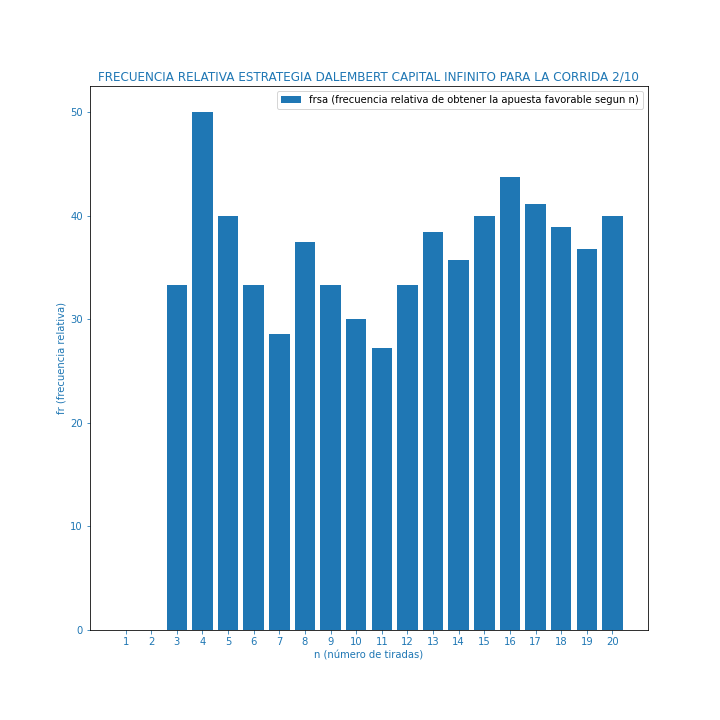 FRECUENCIA RELATIVA ESTRATEGIA DALEMBERT CAPITAL INFINITO PARA LA CORRIDA 2/10
frsa (frecuencia relativa de obtener la apuesta favorable segun n)
fr (frecuencia relativa)
50
40
30
20
10
0
1 2 3 4 5 6 7 8 9 10 11 12 13 14 15 16 17 18 19 20
n (número de tiradas)